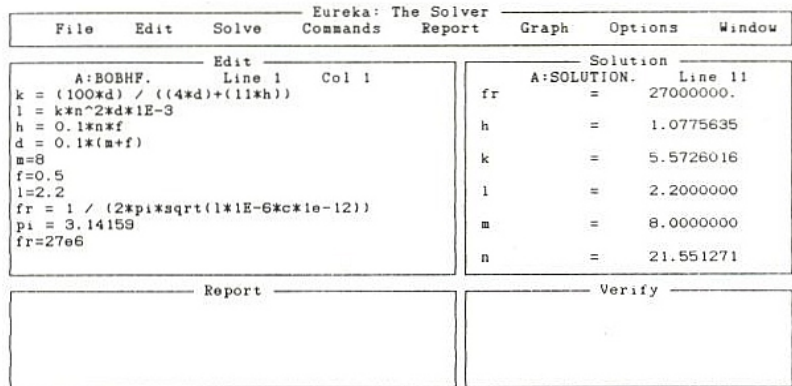 Eureka: The Solver
File Edit Solve Commands Report Graph Options Window
Edit
A:BOBHF. Line 1 Col 1
k = (100*d) / ((4*d)+(11*h))
l = k*n^2*d*1E-3
h = 0.1*n*f
d = 0.1*(m+f)
m=8
f=0.5
l=2.2
fr = 1 / (2*pi*sqrt(l*1E-6*c*1e-12))
pi = 3.14159
fr=27e6
Solution
A:SOLUTION. Line 11
fr = 27000000.
h = 1.0775635
k = 5.5726016
l = 2.2000000
m = 8.0000000
n = 21.551271
Report
Verify